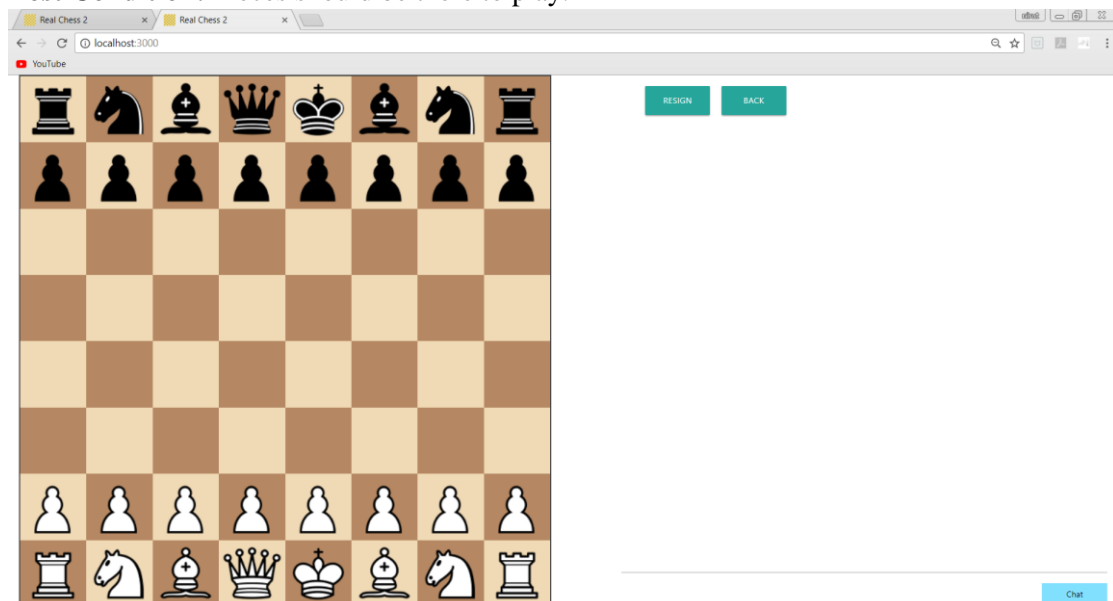 Real Chess 2
Real Chess 2
localhost:3000
YouTube
RESIGN
BACK
Chat